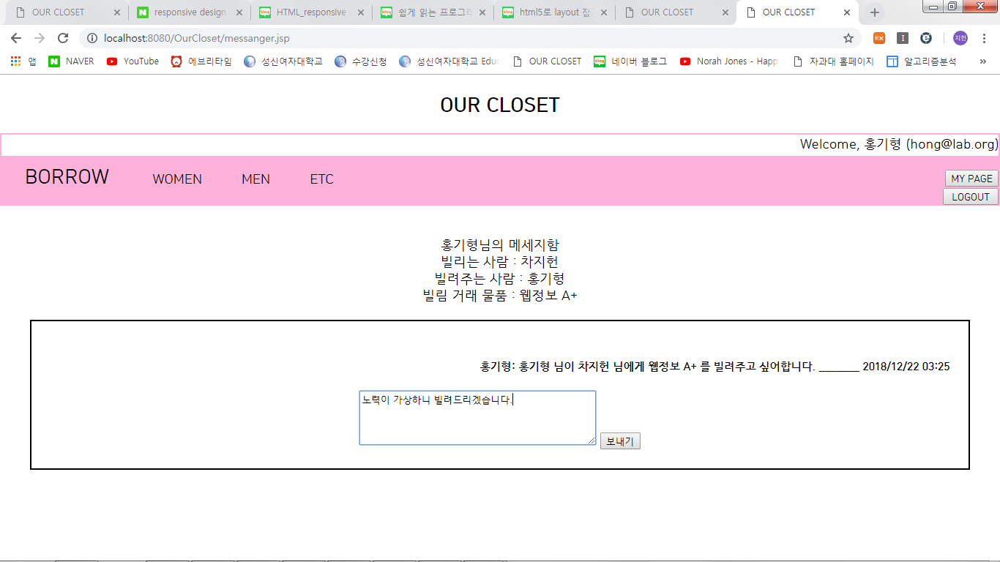 OUR CLOSET
responsive design
HTML_responsive
쉽게 읽는 프로그래
html5로 layout 잡
OUR CLOSET
OUR CLOSET
localhost:8080/OurCloset/messanger.jsp
지헌
앱
NAVER
YouTube
에브리타임
성신여자대학교
수강신청
성신여자대학교 Educ
OUR CLOSET
네이버 블로그
Norah Jones - Happ
자과대 홈페이지
알고리즘분석
»
OUR CLOSET
Welcome, 홍기형 (hong@lab.org)
BORROW WOMEN MEN ETC
MY PAGE
LOGOUT
홍기형님의 메세지함
빌리는 사람 : 차지헌
빌려주는 사람 : 홍기형
빌림 거래 물품 : 웹정보 A+
홍기형: 홍기형 님이 차지헌 님에게 웹정보 A+ 를 빌려주고 싶어합니다. _______ 2018/12/22 03:25
노력이 가상하니 빌려드리겠습니다.
보내기